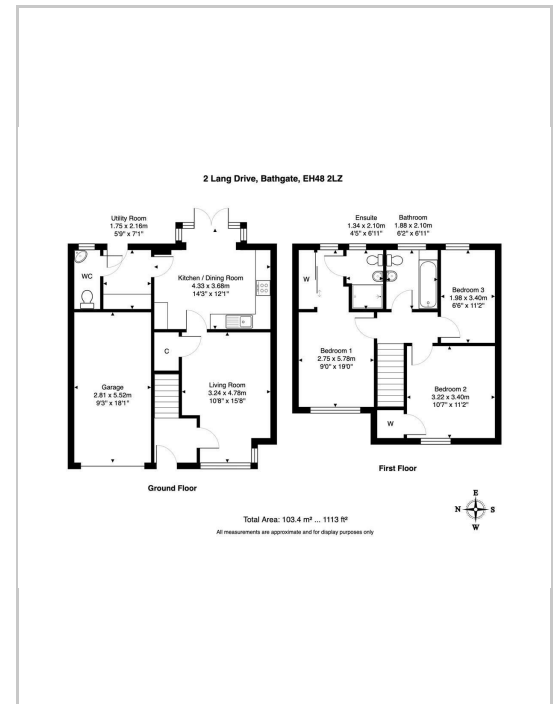 2 Lang Drive, Bathgate, EH48 2LZ
Utility Room
1.75 x 2.16m
5'9" x 7'1"
WC
Kitchen / Dining Room
4.33 x 3.68m
14'3" x 12'1"
C
Garage
2.81 x 5.52m
9'3" x 18'1"
Living Room
3.24 x 4.78m
10'8" x 15'8"
Ground Floor
Ensuite
1.34 x 2.10m
4'5" x 6'11"
Bathroom
1.88 x 2.10m
6'2" x 6'11"
W
Bedroom 3
1.98 x 3.40m
6'6" x 11'2"
Bedroom 1
2.75 x 5.78m
9'0" x 19'0"
Bedroom 2
3.22 x 3.40m
10'7" x 11'2"
W
First Floor
E
N
S
W
Total Area: 103.4 m² ... 1113 ft²
All measurements are approximate and for display purposes only